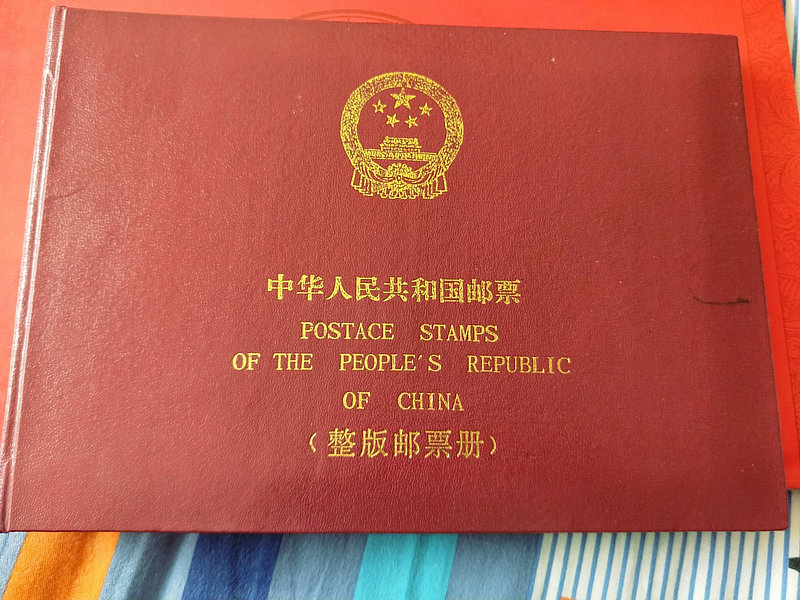 中华人民共和国邮票
POSTACE STAMPS
OF THE PEOPLE'S REPUBLIC
OF CHINA
(整版邮票册)